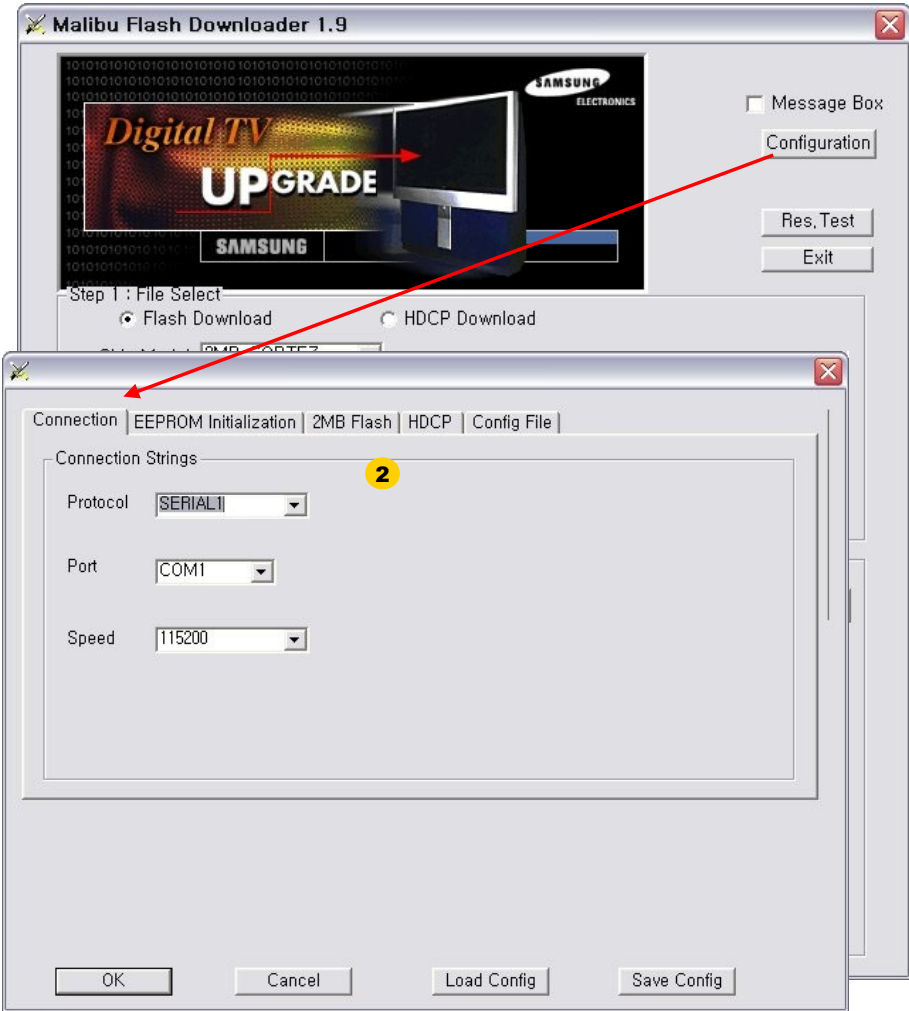 Malibu Flash Downloader 1.9
SAMSUNG
ELECTRONICS
Digital TV
UPGRADE
SAMSUNG
Message Box
Configuration
Res, Test
Exit
Step 1 : File Select
Flash Download
HDCP Download
Connection
EEPROM Initialization
2MB Flash
HDCP
Config File
Connection Strings
2
Protocol
SERIAL1
Port
COM1
Speed
115200
OK
Cancel
Load Config
Save Config